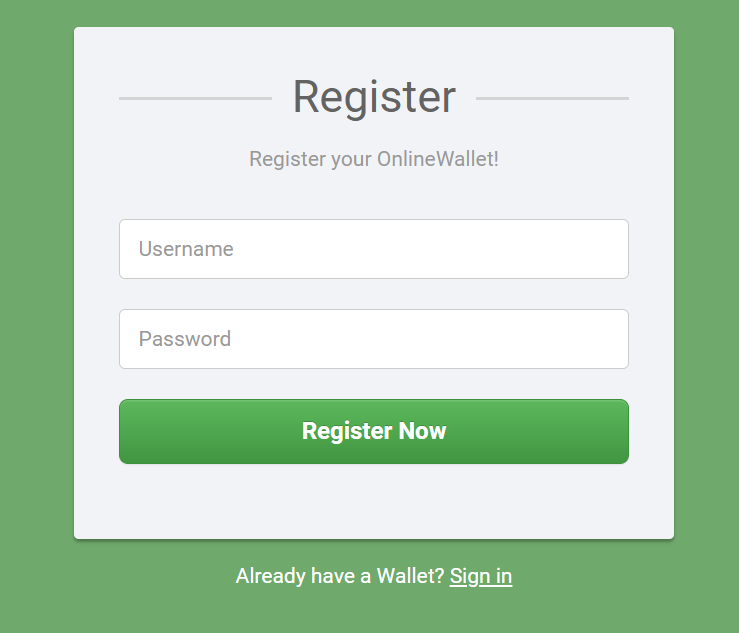 Register
Register your OnlineWallet!
Username
Password
Register Now
Already have a Wallet? Sign in